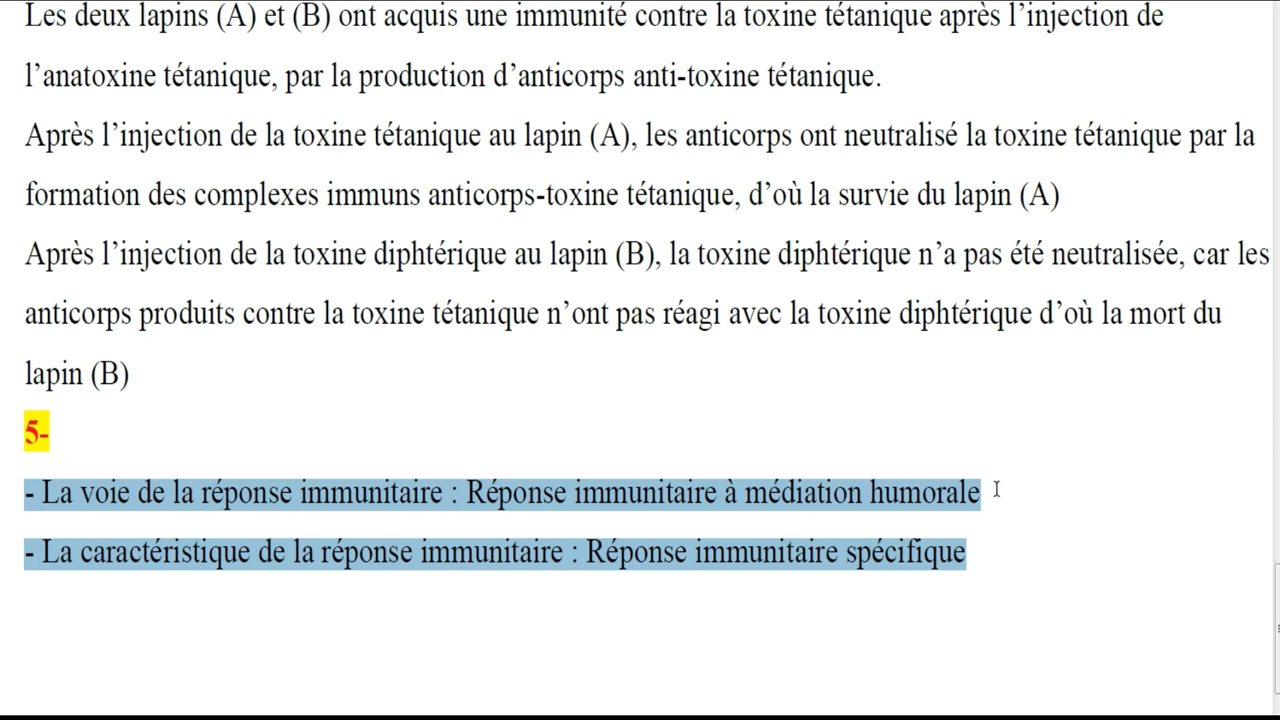 Les deux lapins (A) et (B) ont acquis une immunité contre la toxine tétanique après l’injection de
l’anatoxine tétanique, par la production d’anticorps anti-toxine tétanique.
Après l’injection de la toxine tétanique au lapin (A), les anticorps ont neutralisé la toxine tétanique par la
formation des complexes immuns anticorps-toxine tétanique, d’où la survie du lapin (A)
Après l’injection de la toxine diphtérique au lapin (B), la toxine diphtérique n’a pas été neutralisée, car les
anticorps produits contre la toxine tétanique n’ont pas réagi avec la toxine diphtérique d’où la mort du
lapin (B)
5-
- La voie de la réponse immunitaire : Réponse immunitaire à médiation humorale
- La caractéristique de la réponse immunitaire : Réponse immunitaire spécifique